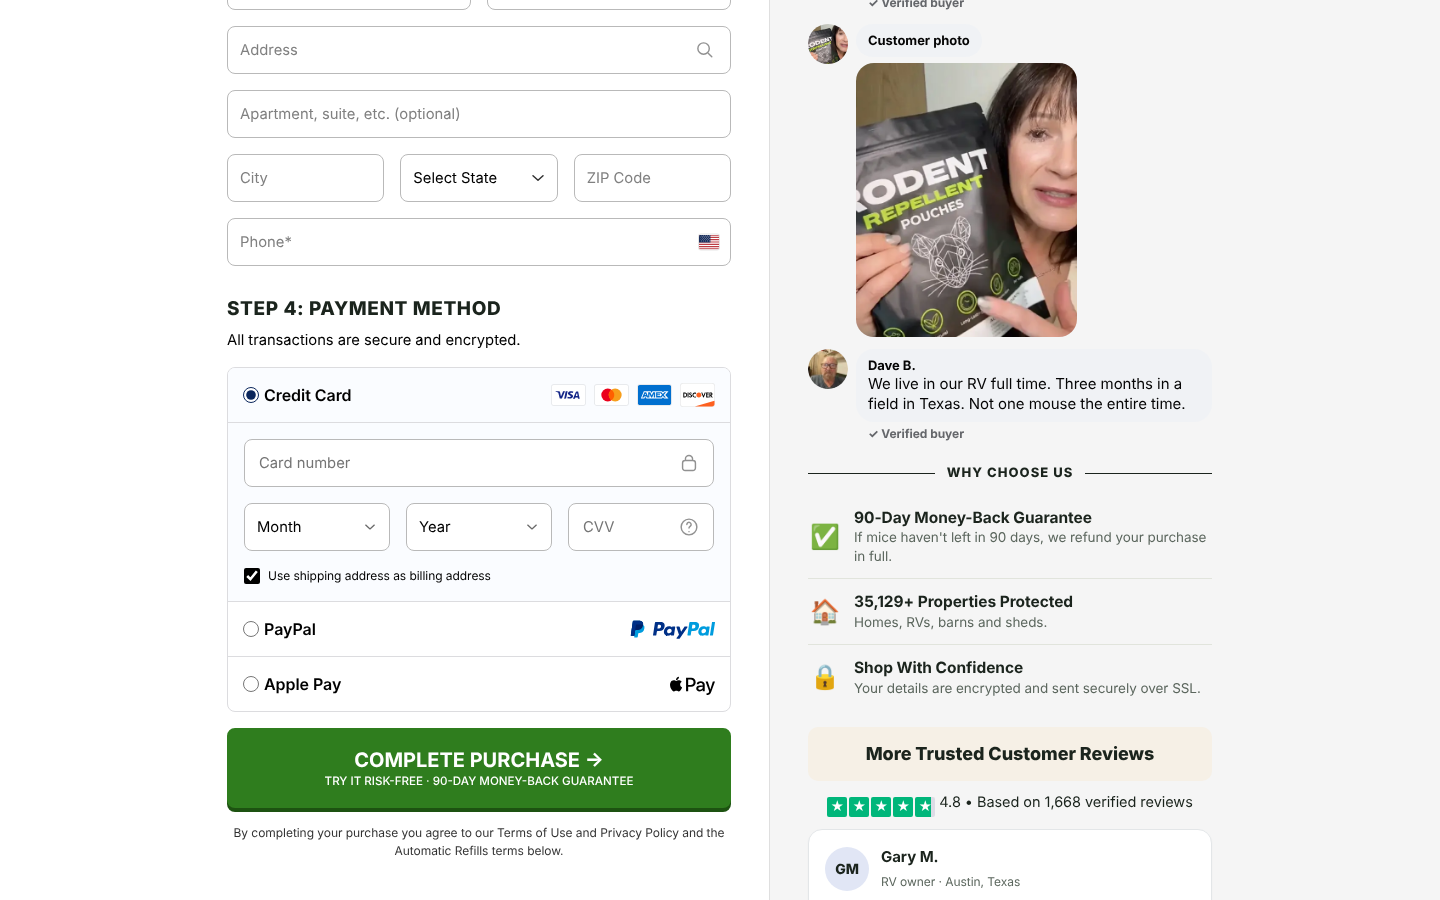 Address
Apartment, suite, etc. (optional)
City
Select State
ZIP Code
Phone*
STEP 4: PAYMENT METHOD
All transactions are secure and encrypted.
Credit Card
VISA
AMEX
DISCOVER
Card number
Month
Year
CVV
Use shipping address as billing address
PayPal
PayPal
Apple Pay
Pay
COMPLETE PURCHASE →
TRY IT RISK-FREE · 90-DAY MONEY-BACK GUARANTEE
By completing your purchase you agree to our Terms of Use and Privacy Policy and the
Automatic Refills terms below.
✓ Verified buyer
Customer photo
RODENT
REPELLENT
POUCHES
Dave B.
We live in our RV full time. Three months in a
field in Texas. Not one mouse the entire time.
✓ Verified buyer
WHY CHOOSE US
90-Day Money-Back Guarantee
If mice haven't left in 90 days, we refund your purchase
in full.
35,129+ Properties Protected
Homes, RVs, barns and sheds.
Shop With Confidence
Your details are encrypted and sent securely over SSL.
More Trusted Customer Reviews
4.8 • Based on 1,668 verified reviews
GM
Gary M.
RV owner · Austin, Texas